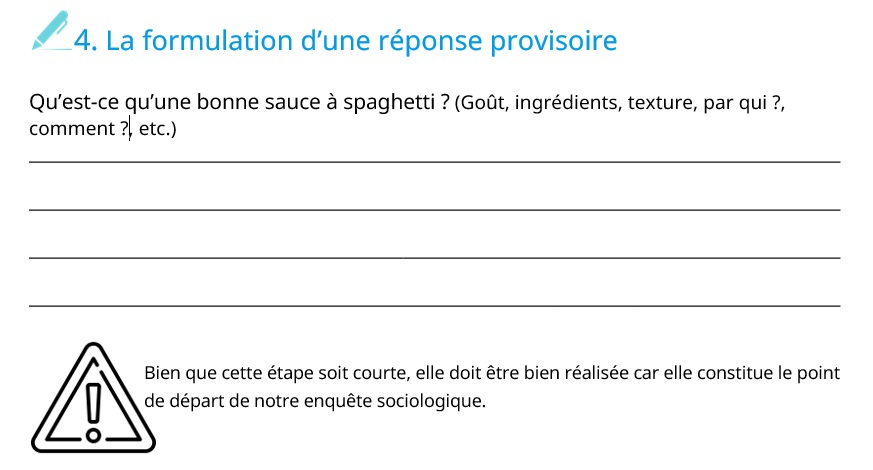 4. La formulation d’une réponse provisoire
Qu’est-ce qu’une bonne sauce à spaghetti ? (Goût, ingrédients, texture, par qui ?,
comment ?, etc.)
Bien que cette étape soit courte, elle doit être bien réalisée car elle constitue le point
de départ de notre enquête sociologique.